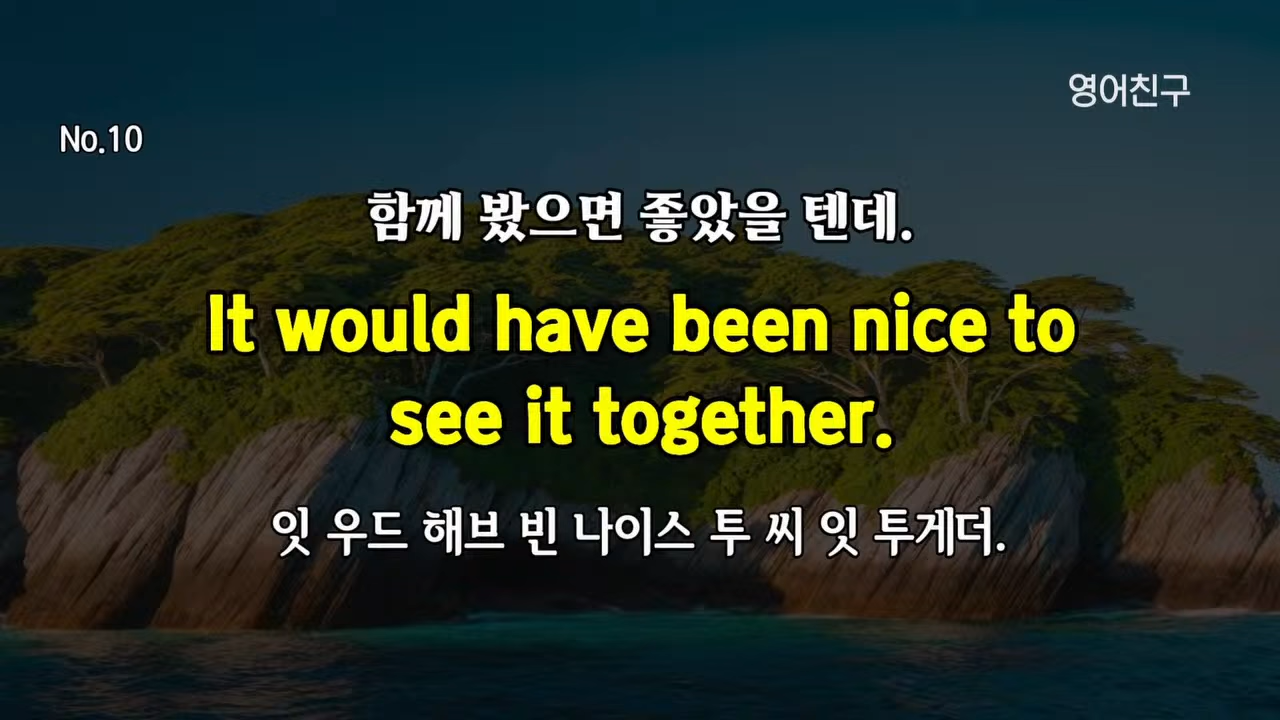 영어친구
No.10
함께 봤으면 좋았을 텐데.
It would have been nice to
see it together.
잇 우드 해브 빈 나이스 투 씨 잇 투게더.